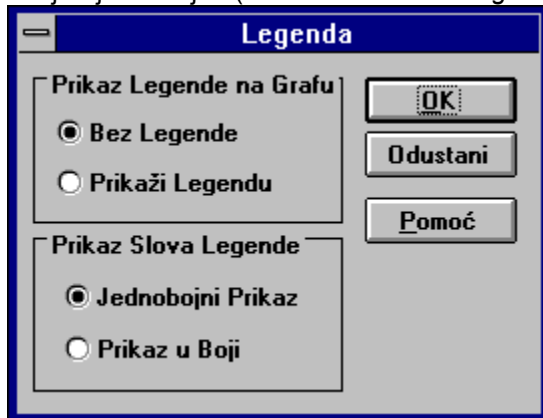 Legenda
Prikaz Legende na Grafu
Bez Legende
Prikaži Legendu
Prikaz Slova Legende
Jednobojni Prikaz
Prikaz u Boji
OK
Odustani
Pomoć